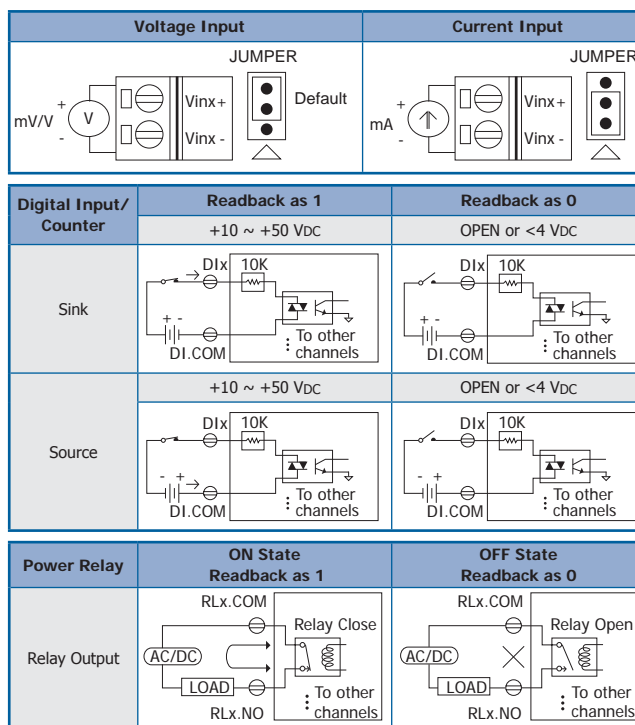 Voltage Input
Current Input
JUMPER
mV/V
+
-
V
Vinx+
Vinx -
Default
JUMPER
mA
+
-
Vinx+
Vinx -
Digital Input/
Counter
Readback as 1
Readback as 0
+10 ~ +50 VDC
OPEN or <4 VDC
Sink
DIx
10K
+ -
DI.COM
To other
channels
DIx
10K
+ -
DI.COM
To other
channels
+10 ~ +50 VDC
OPEN or <4 VDC
Source
DIx
10K
- +
DI.COM
To other
channels
DIx
10K
- +
DI.COM
To other
channels
Power Relay
ON State
Readback as 1
OFF State
Readback as 0
Relay Output
RLx.COM
Relay Close
AC/DC
LOAD
RLx.NO
To other
channels
RLx.COM
Relay Open
AC/DC
LOAD
RLx.NO
To other
channels